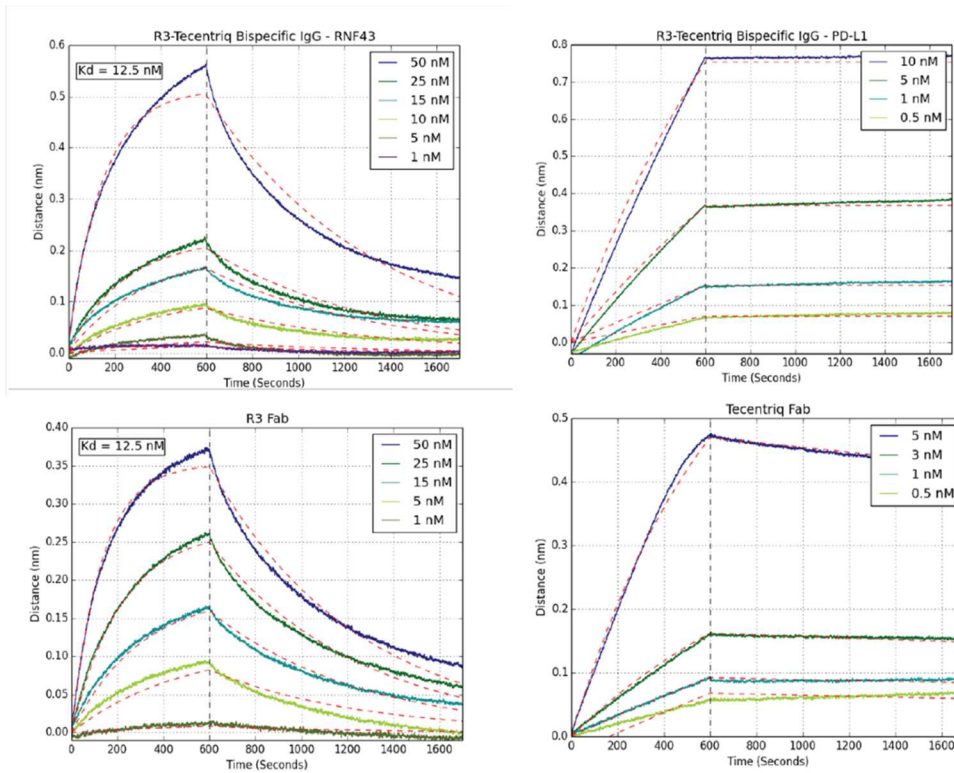 R3-Tecentriq Bispecific IgG - RNF43
Kd = 12.5 nM
50 nM
25 nM
15 nM
10 nM
5 nM
1 nM
0.6
0.5
0.4
0.3
0.2
0.1
0.0
Distance (nm)
0 200 400 600 800 1000 1200 1400 1600
Time (Seconds)
R3-Tecentriq Bispecific IgG - PD-L1
10 nM
5 nM
1 nM
0.5 nM
0.8
0.7
0.6
0.5
0.4
0.3
0.2
0.1
0.0
Distance (nm)
0 200 400 600 800 1000 1200 1400 1600
Time (Seconds)
R3 Fab
Kd = 12.5 nM
50 nM
25 nM
15 nM
5 nM
1 nM
0.40
0.35
0.30
0.25
0.20
0.15
0.10
0.05
0.00
Distance (nm)
0 200 400 600 800 1000 1200 1400 1600
Time (Seconds)
Tecentriq Fab
5 nM
3 nM
1 nM
0.5 nM
0.5
0.4
0.3
0.2
0.1
0.0
Distance (nm)
0 200 400 600 800 1000 1200 1400 1600
Time (Seconds)